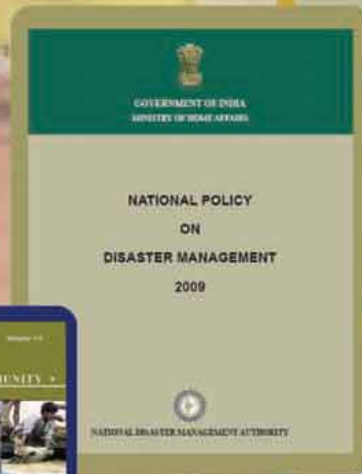 GOVERNMENT OF INDIA
MINISTRY OF HOME AFFAIRS
NATIONAL POLICY
ON
DISASTER MANAGEMENT
2009
NATIONAL DISASTER MANAGEMENT AUTHORITY